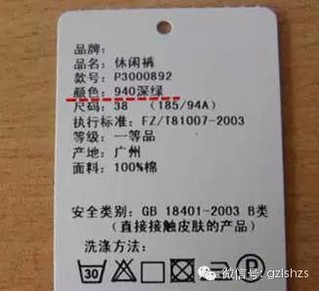 品牌:
品名: 休闲裤
款号: P3000892
颜色: 940深绿
尺码: 38 (185/94A)
执行标准: FZ/T81007-2003
等级: 一等品
产地: 广州
面料: 100%棉
安全类别: GB 18401-2003 B类
(直接接触皮肤的产品)
洗涤方法:
30
P
微信号: gzlshzs